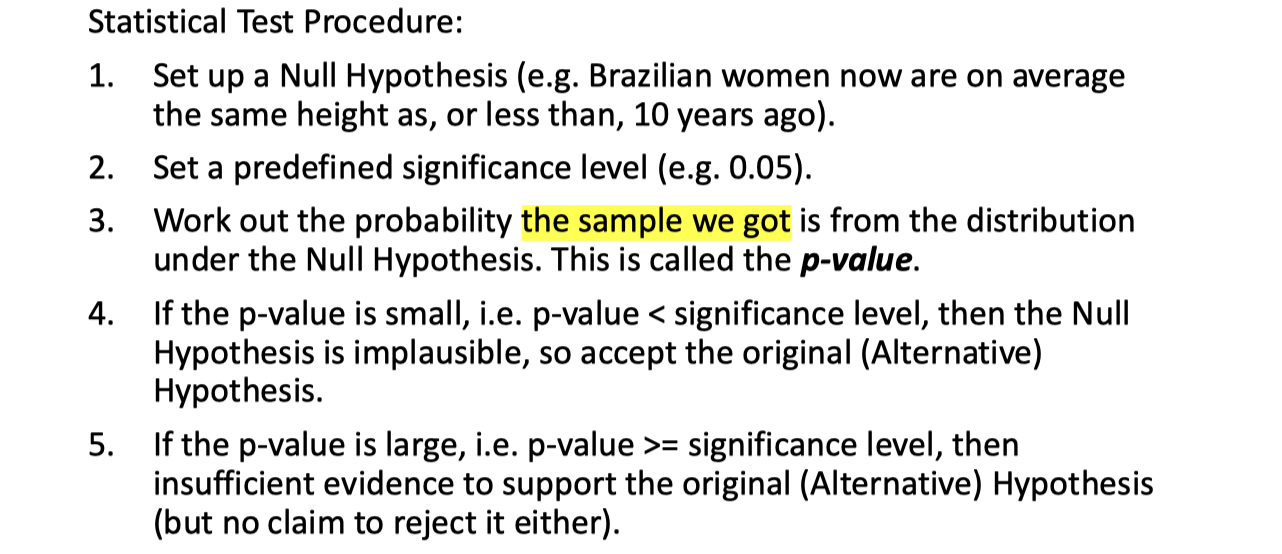 Statistical Test Procedure:
1. Set up a Null Hypothesis (e.g. Brazilian women now are on average
the same height as, or less than, 10 years ago).
2. Set a predefined significance level (e.g. 0.05).
3. Work out the probability the sample we got is from the distribution
under the Null Hypothesis. This is called the p-value.
4. If the p-value is small, i.e. p-value < significance level, then the Null
Hypothesis is implausible, so accept the original (Alternative)
Hypothesis.
5. If the p-value is large, i.e. p-value >= significance level, then
insufficient evidence to support the original (Alternative) Hypothesis
(but no claim to reject it either).